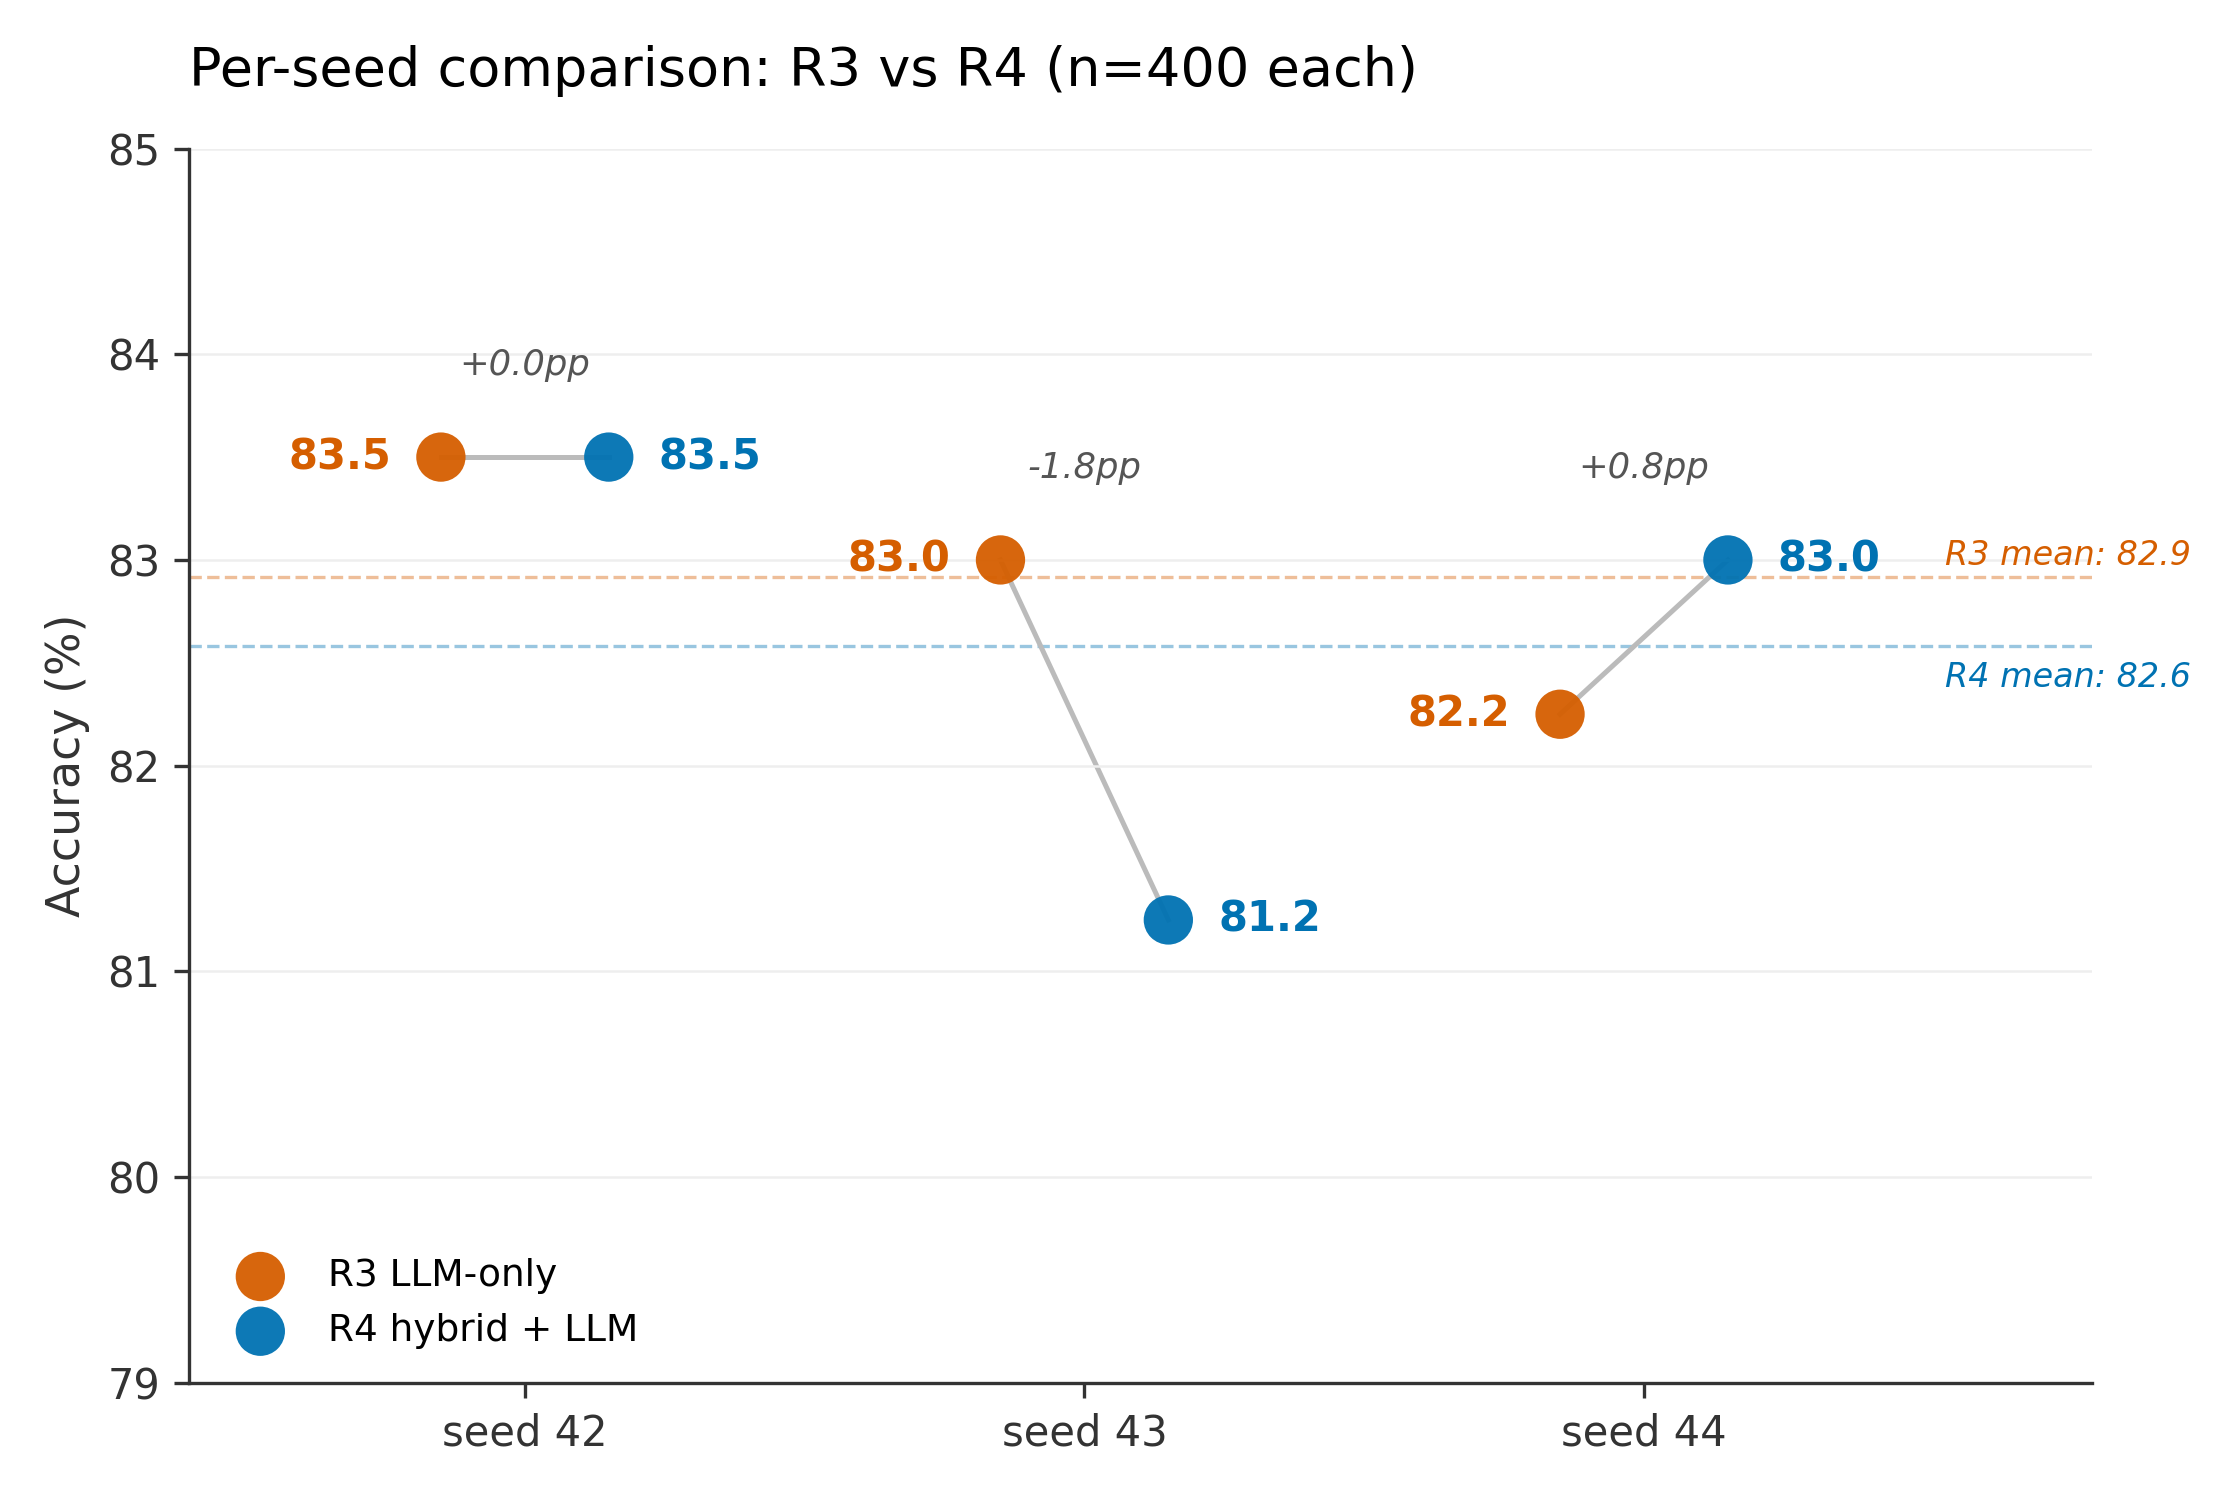 Per-seed comparison: R3 vs R4 (n=400 each)
85
84
83
82
81
80
79
Accuracy (%)
+0.0pp
83.5
83.5
-1.8pp
83.0
81.2
+0.8pp
82.2
83.0
R3 mean: 82.9
R4 mean: 82.6
R3 LLM-only
R4 hybrid + LLM
seed 42
seed 43
seed 44